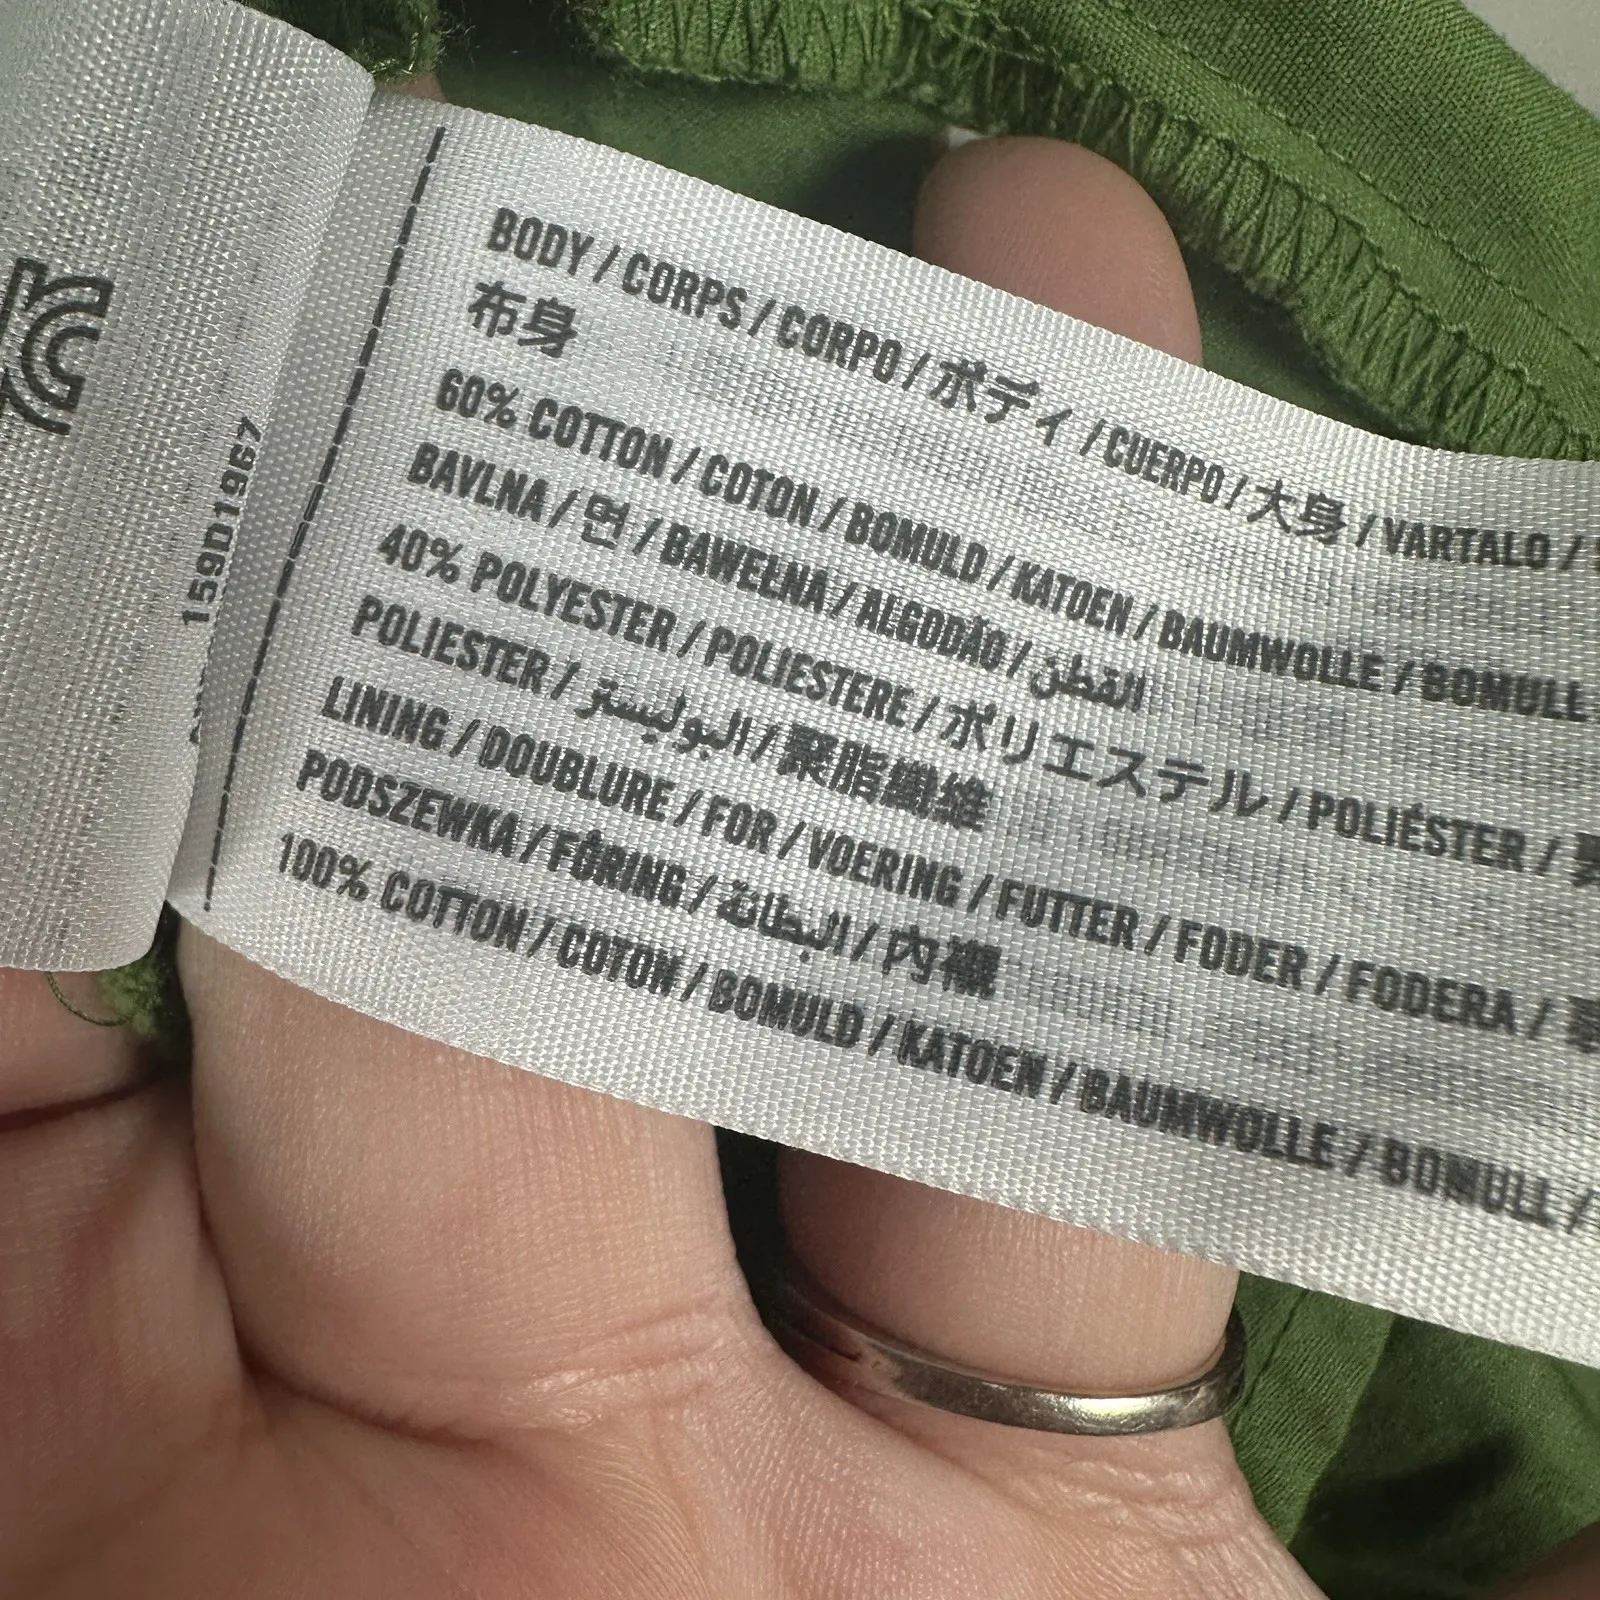 159D1967
BODY / CORPS / CORPO / ボディ / CUERPO / 大身 / VARTALO /
布身
60% COTTON / COTON / BOMULD / KATOEN / BAUMWOLLE / BOMULL
BAVLNA / 면 / BAWEŁNA / ALGODÃO / القطن
40% POLYESTER / POLIESTERE / ポリエステル / POLIÉSTER /
POLIESTER / البوليستر / 聚脂纖維
LINING / DOUBLURE / FOR / VOERING / FUTTER / FODER / FODERA /
PODSZEWKA / FÔRING / البطانة / 内襯
100% COTTON / COTON / BOMULD / KATOEN / BAUMWOLLE / BOMULL /